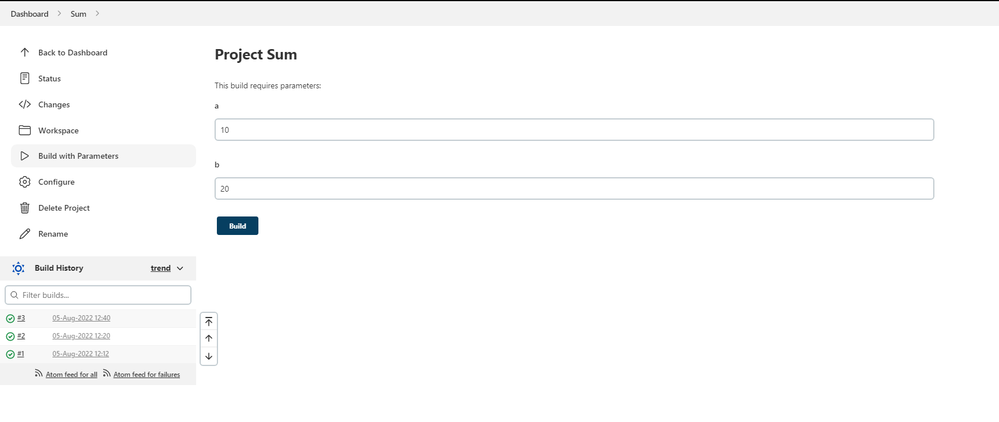 Dashboard
Sum
Back to Dashboard
Status
Changes
Workspace
Build with Parameters
Configure
Delete Project
Rename
Build History
trend
Filter builds...
#3 05-Aug-2022 12:40
#2 05-Aug-2022 12:20
#1 05-Aug-2022 12:12
Atom feed for all Atom feed for failures
Project Sum
This build requires parameters:
a
10
b
20
Build